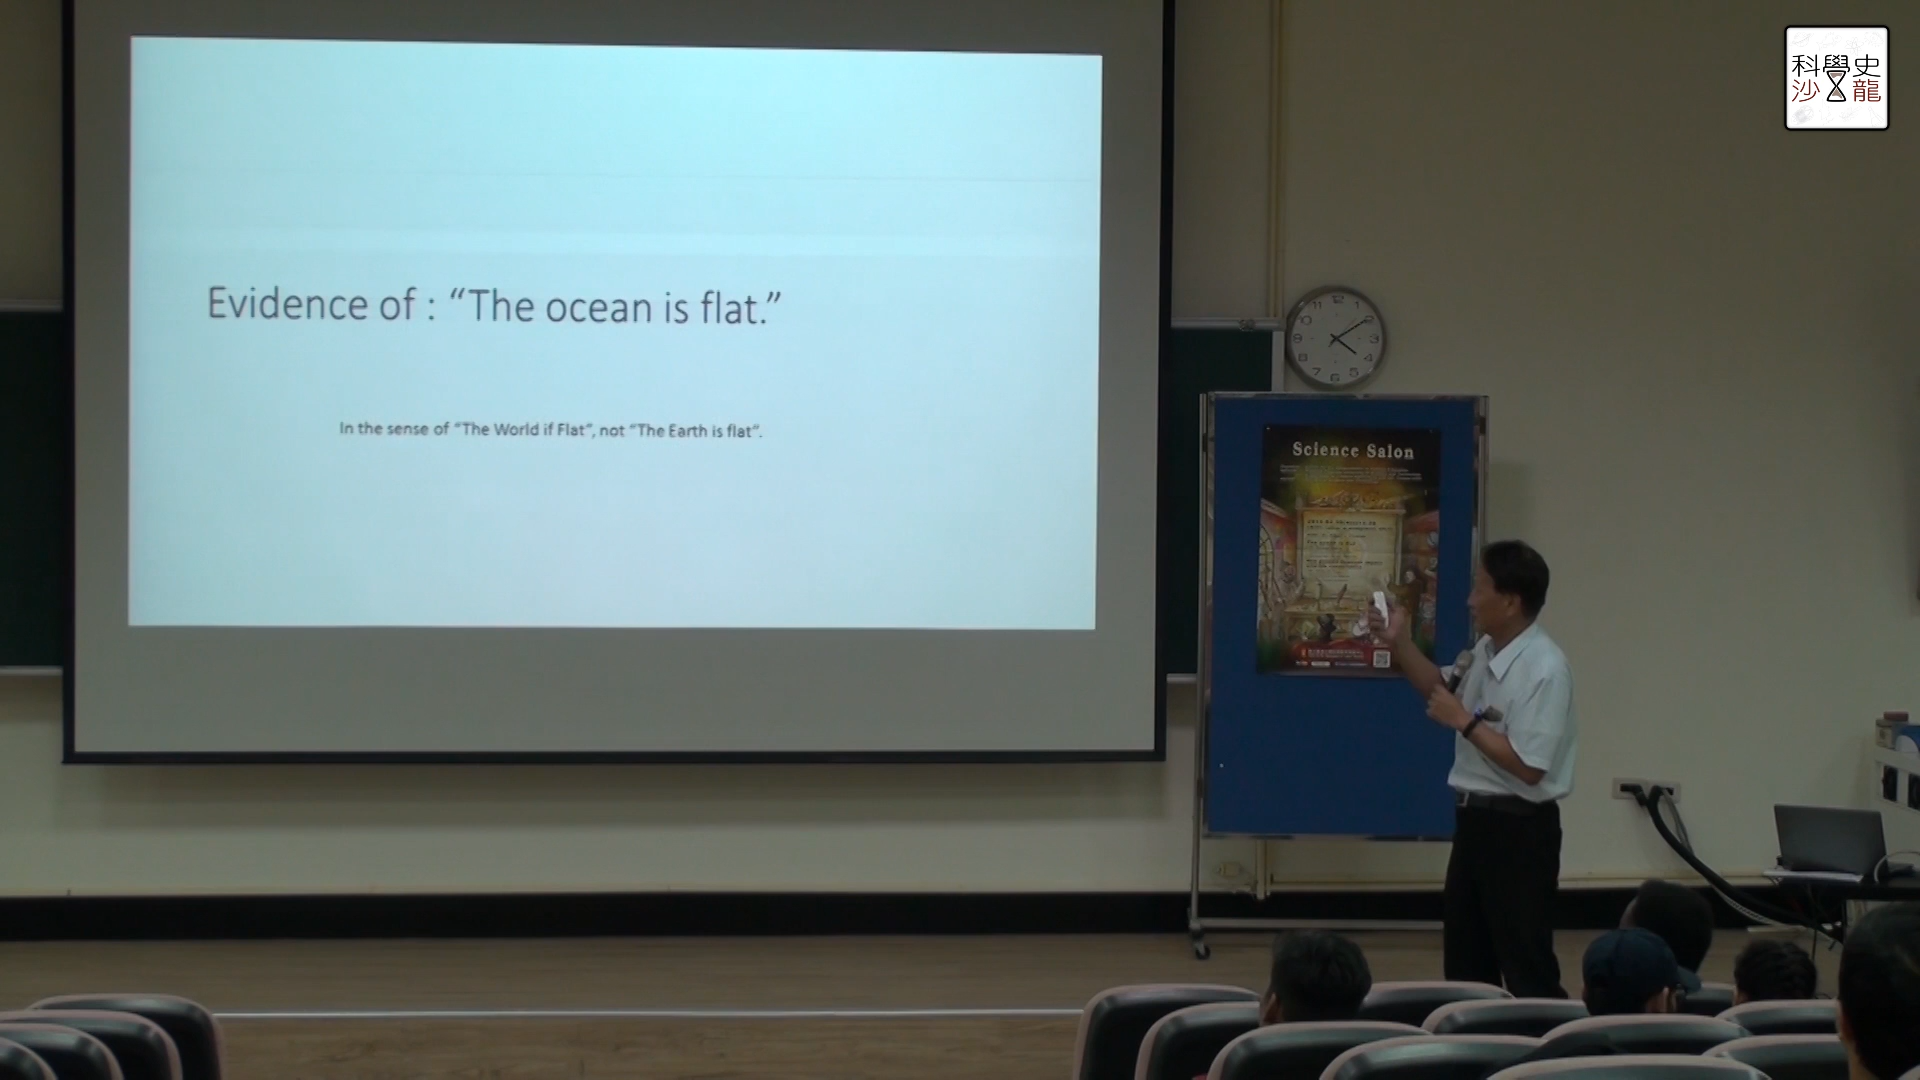 Evidence of : “The ocean is flat.”
In the sense of “The World if Flat”, not “The Earth is flat”.
科學史
沙龍
Science Salon